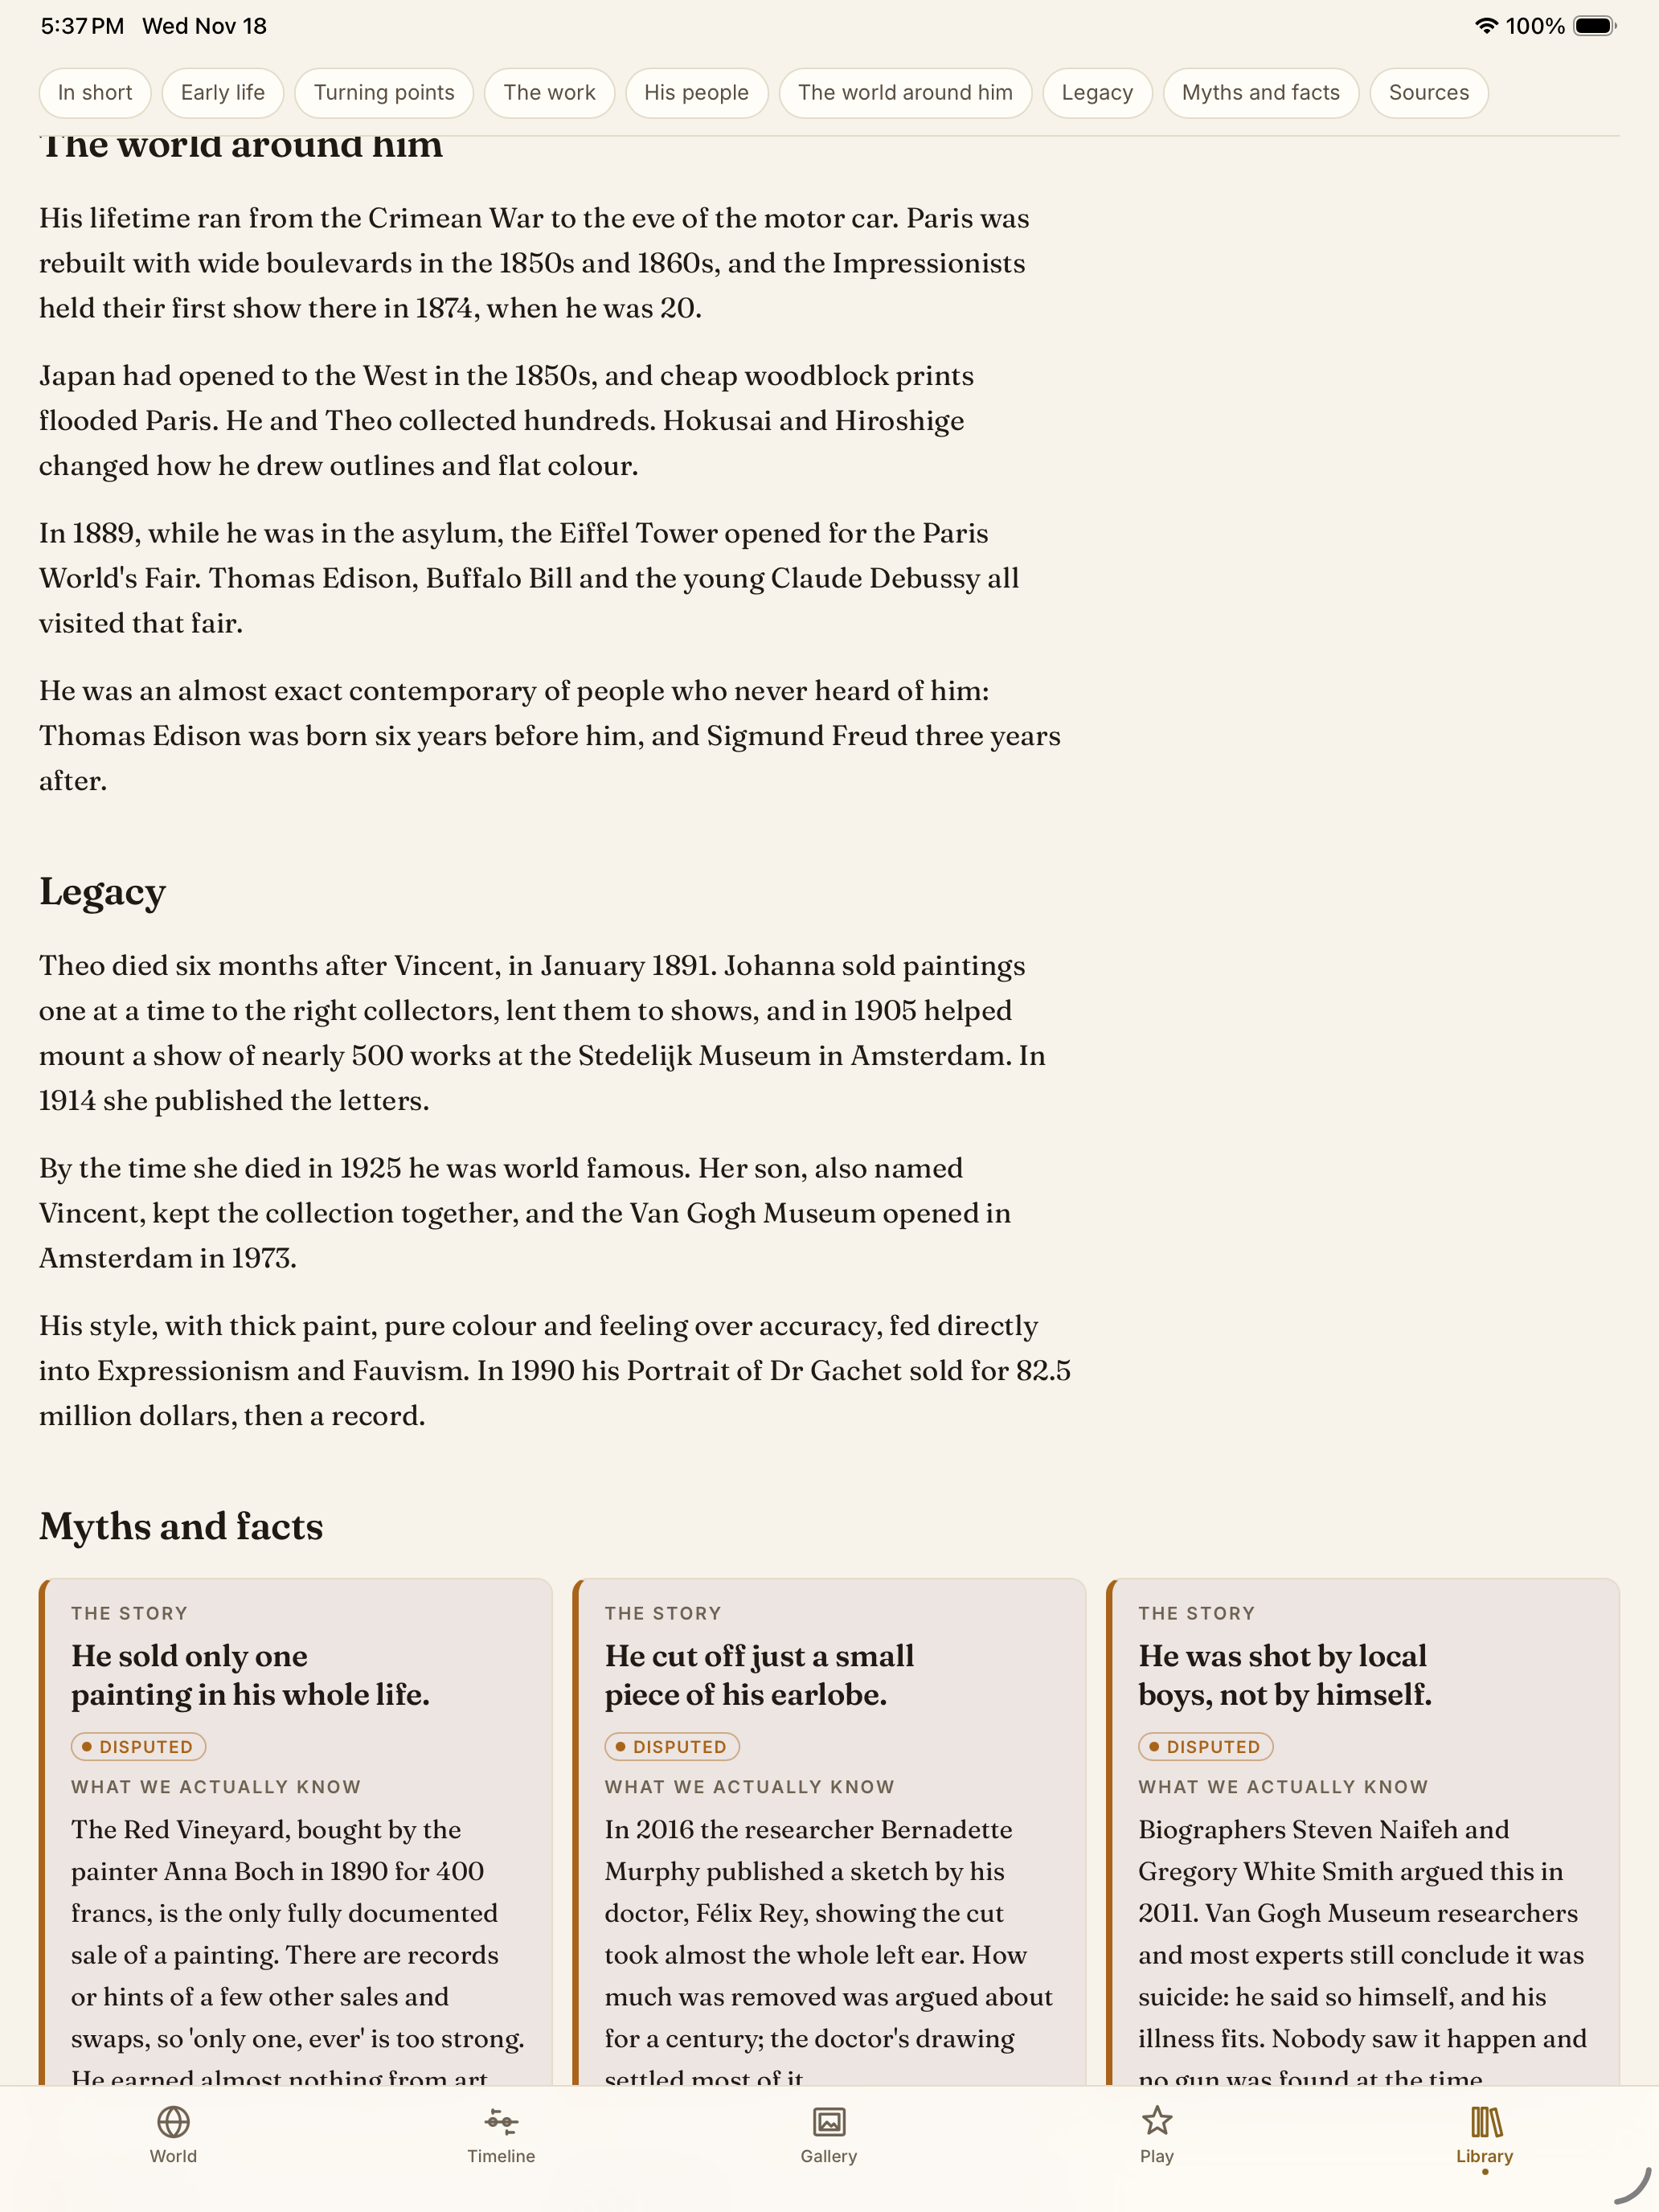 5:37 PM Wed Nov 18
100%
In short
Early life
Turning points
The work
His people
The world around him
Legacy
Myths and facts
Sources
The world around him
His lifetime ran from the Crimean War to the eve of the motor car. Paris was
rebuilt with wide boulevards in the 1850s and 1860s, and the Impressionists
held their first show there in 1874, when he was 20.
Japan had opened to the West in the 1850s, and cheap woodblock prints
flooded Paris. He and Theo collected hundreds. Hokusai and Hiroshige
changed how he drew outlines and flat colour.
In 1889, while he was in the asylum, the Eiffel Tower opened for the Paris
World's Fair. Thomas Edison, Buffalo Bill and the young Claude Debussy all
visited that fair.
He was an almost exact contemporary of people who never heard of him:
Thomas Edison was born six years before him, and Sigmund Freud three years
after.
Legacy
Theo died six months after Vincent, in January 1891. Johanna sold paintings
one at a time to the right collectors, lent them to shows, and in 1905 helped
mount a show of nearly 500 works at the Stedelijk Museum in Amsterdam. In
1914 she published the letters.
By the time she died in 1925 he was world famous. Her son, also named
Vincent, kept the collection together, and the Van Gogh Museum opened in
Amsterdam in 1973.
His style, with thick paint, pure colour and feeling over accuracy, fed directly
into Expressionism and Fauvism. In 1990 his Portrait of Dr Gachet sold for 82.5
million dollars, then a record.
Myths and facts
THE STORY
He sold only one
painting in his whole life.
DISPUTED
WHAT WE ACTUALLY KNOW
The Red Vineyard, bought by the
painter Anna Boch in 1890 for 400
francs, is the only fully documented
sale of a painting. There are records
or hints of a few other sales and
swaps, so 'only one, ever' is too strong.
He earned almost nothing from art
THE STORY
He cut off just a small
piece of his earlobe.
DISPUTED
WHAT WE ACTUALLY KNOW
In 2016 the researcher Bernadette
Murphy published a sketch by his
doctor, Félix Rey, showing the cut
took almost the whole left ear. How
much was removed was argued about
for a century; the doctor's drawing
settled most of it
THE STORY
He was shot by local
boys, not by himself.
DISPUTED
WHAT WE ACTUALLY KNOW
Biographers Steven Naifeh and
Gregory White Smith argued this in
2011. Van Gogh Museum researchers
and most experts still conclude it was
suicide: he said so himself, and his
illness fits. Nobody saw it happen and
no gun was found at the time
World
Timeline
Gallery
Play
Library